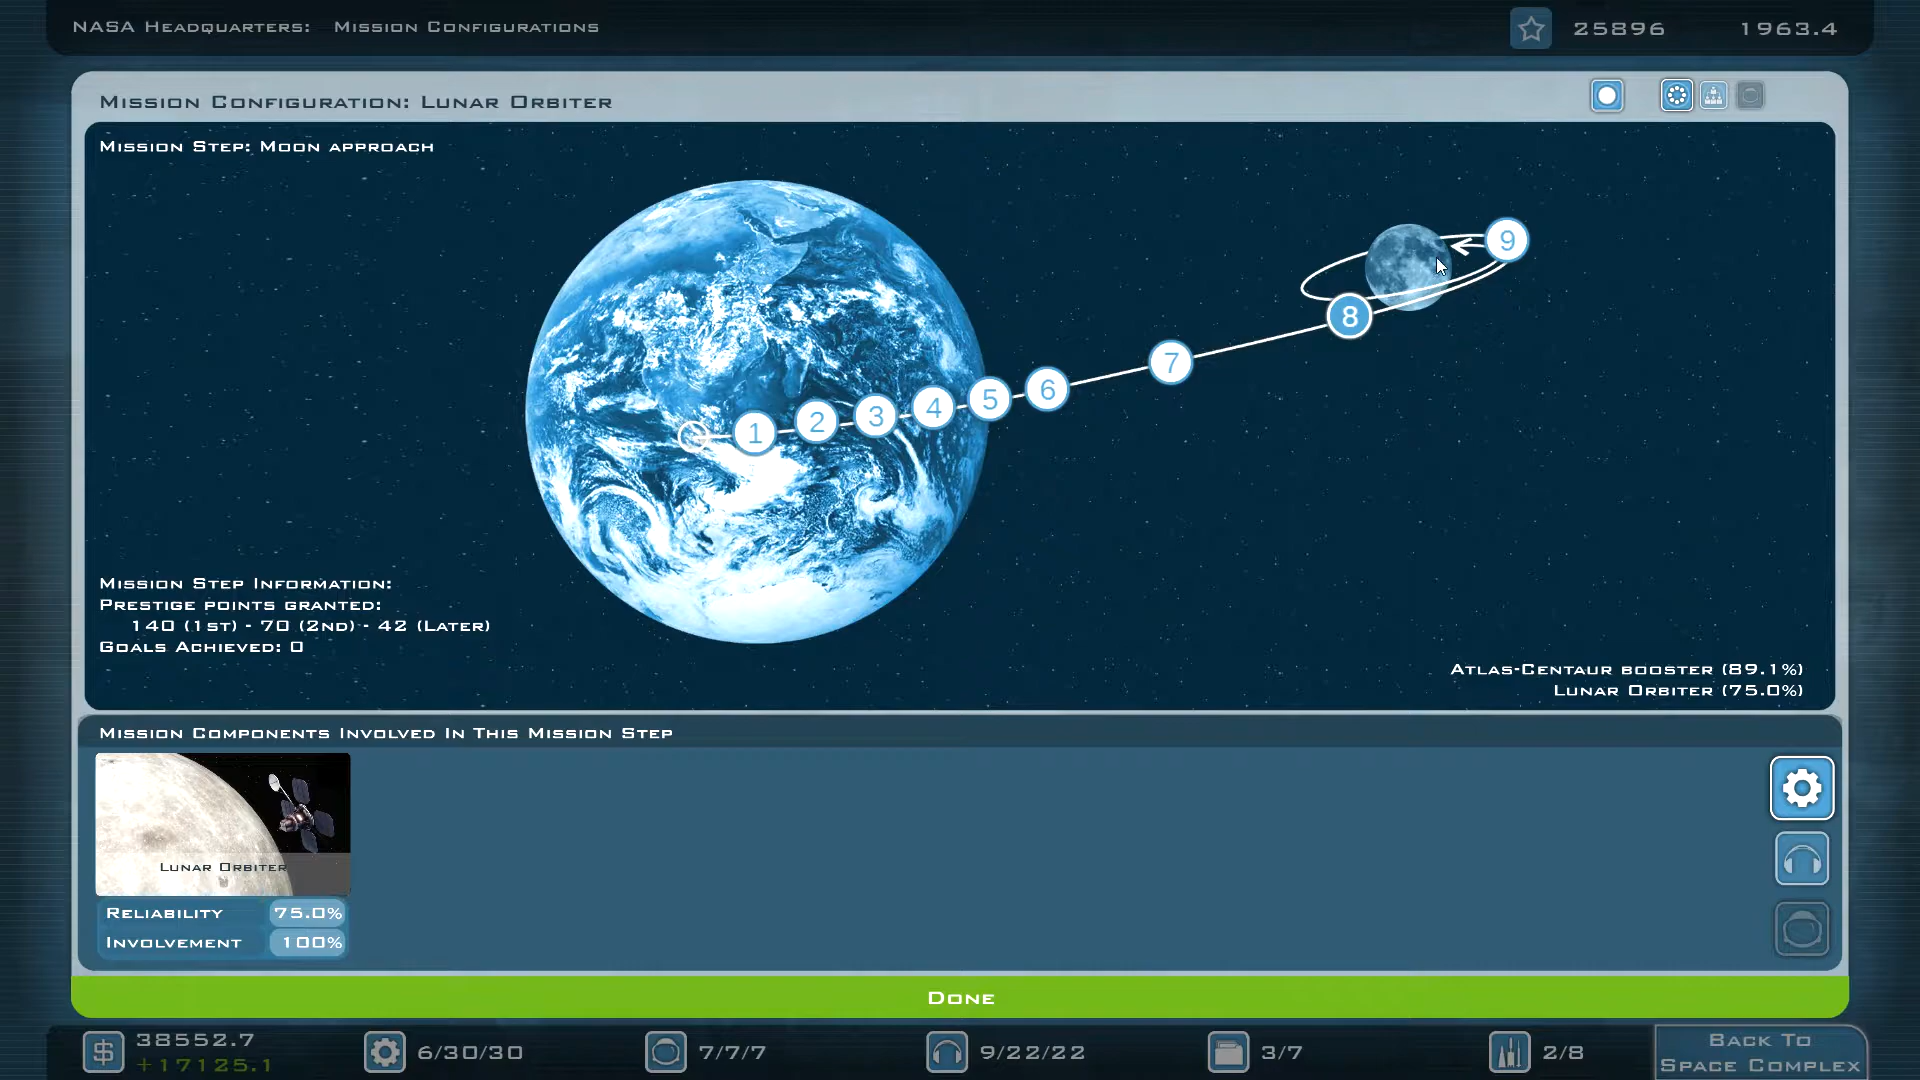 NASA Headquarters: Mission Configurations
25896
1963.4
Mission Configuration: Lunar Orbiter
Mission Step: Moon approach
9
8
7
6
5
4
3
2
1
Mission Step Information:
Prestige points granted:
140 (1st) - 70 (2nd) - 42 (Later)
Goals Achieved: 0
Atlas-Centaur booster (89.1%)
Lunar Orbiter (75.0%)
Mission Components Involved In This Mission Step
Lunar Orbiter
Reliability 75.0%
Involvement 100%
Done
38552.7
+17125.1
6/30/30
7/7/7
9/22/22
3/7
2/8
Back To
Space Complex